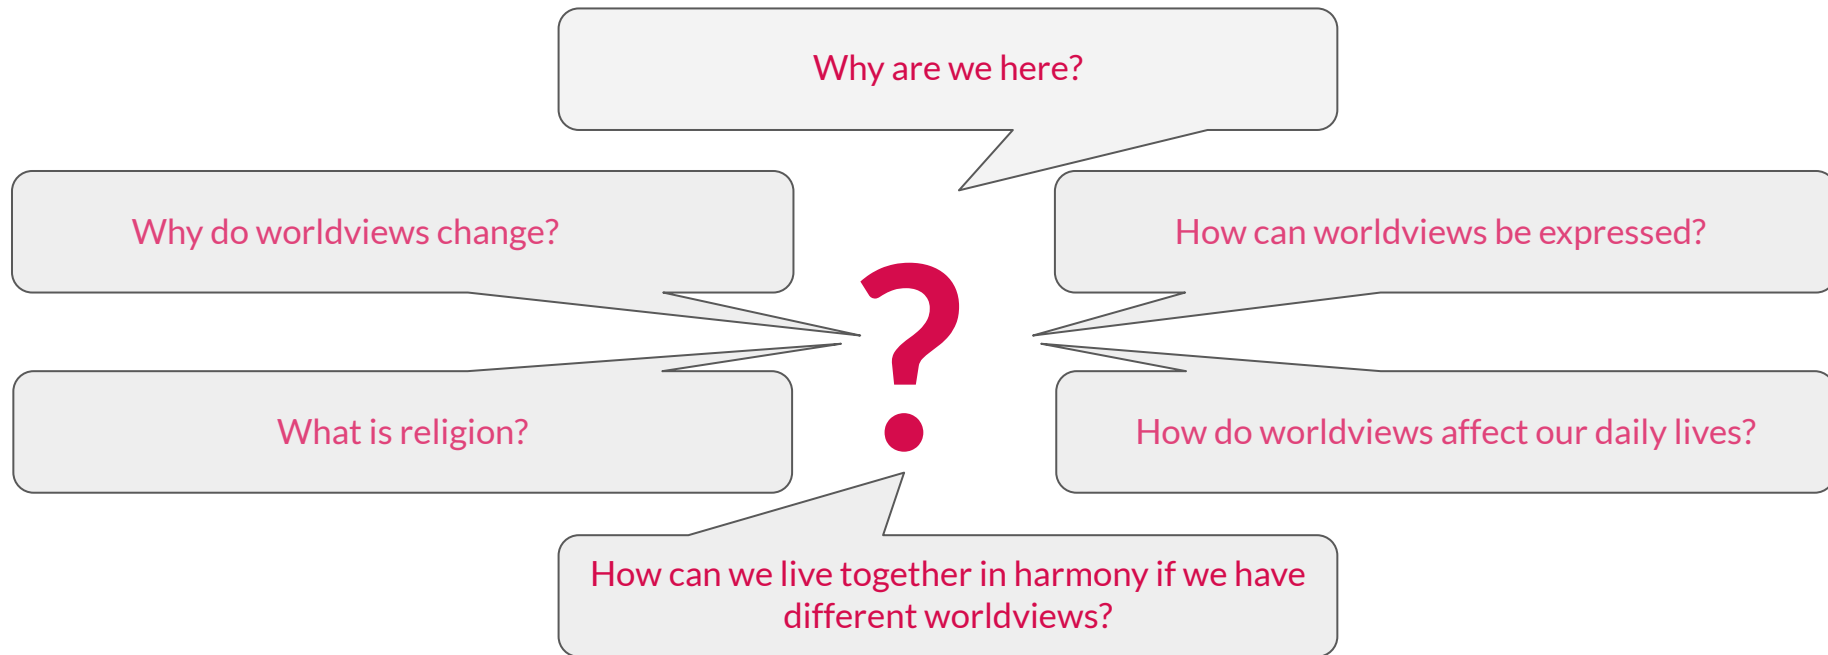 Why are we here?
Why do worldviews change?
How can worldviews be expressed?
?
What is religion?
How do worldviews affect our daily lives?
How can we live together in harmony if we have
different worldviews?